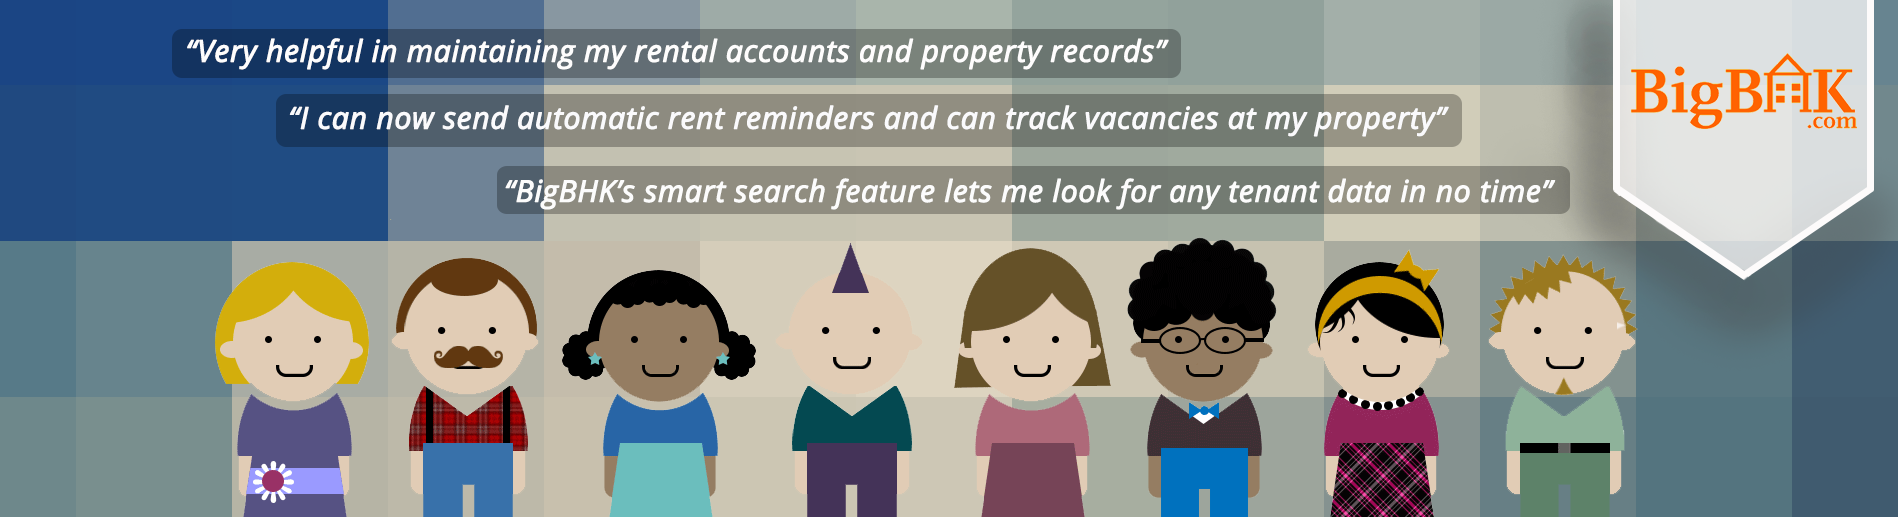 “Very helpful in maintaining my rental accounts and property records”
“I can now send automatic rent reminders and can track vacancies at my property”
“BigBHK’s smart search feature lets me look for any tenant data in no time”
BigBHK
.com